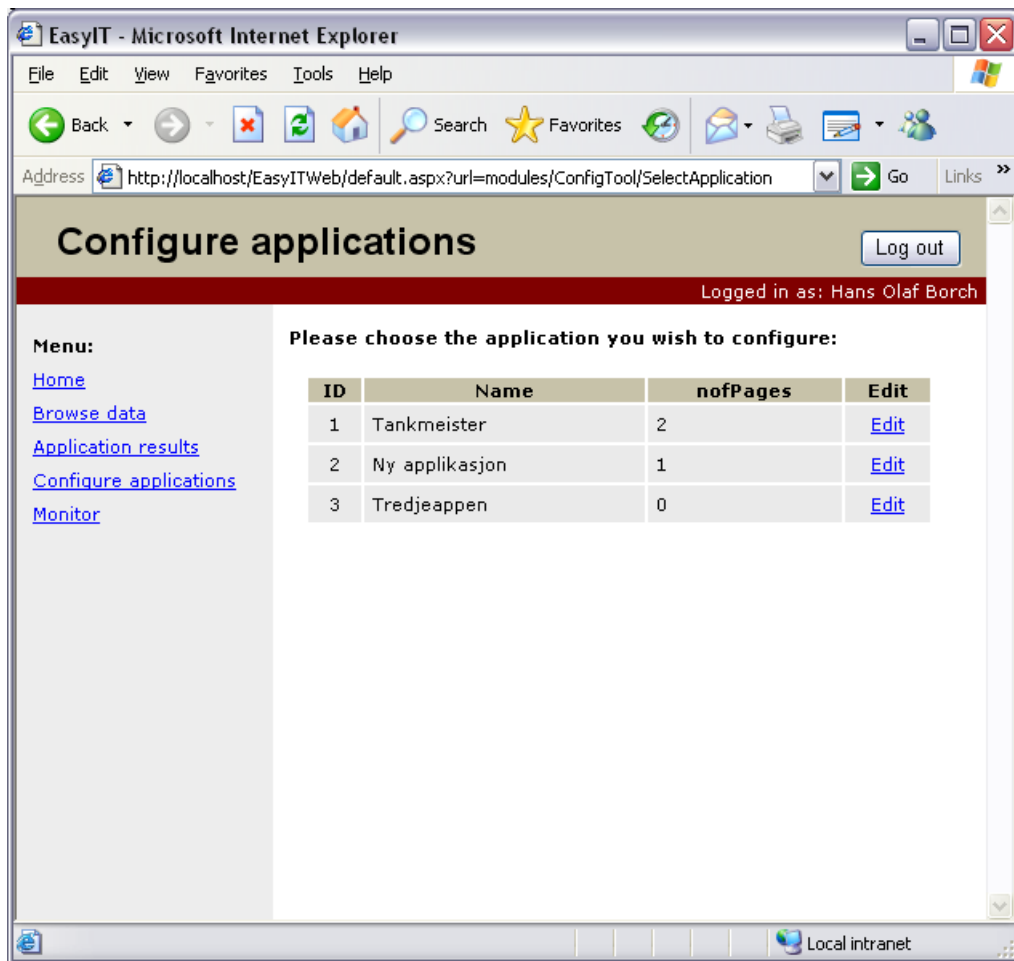 EasyIT - Microsoft Internet Explorer
File Edit View Favorites Tools Help
Back Search Favorites
Address http://localhost/EasyITWeb/default.aspx?url=modules/ConfigTool/SelectApplication Go Links »
Configure applications
Log out
Logged in as: Hans Olaf Borch
Menu:
Home
Browse data
Application results
Configure applications
Monitor
Please choose the application you wish to configure:
ID Name nofPages Edit
1 Tankmeister 2 Edit
2 Ny applikasjon 1 Edit
3 Tredjeappen 0 Edit
Local intranet